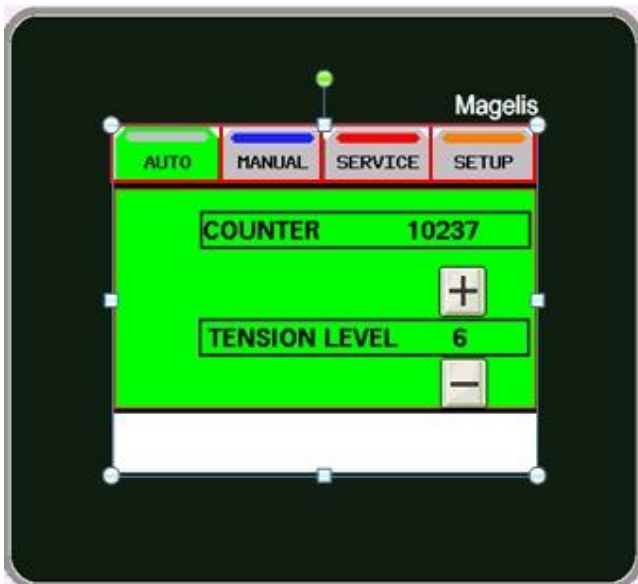 Magelis
AUTO MANUAL SERVICE SETUP
COUNTER 10237
+
TENSION LEVEL 6
−